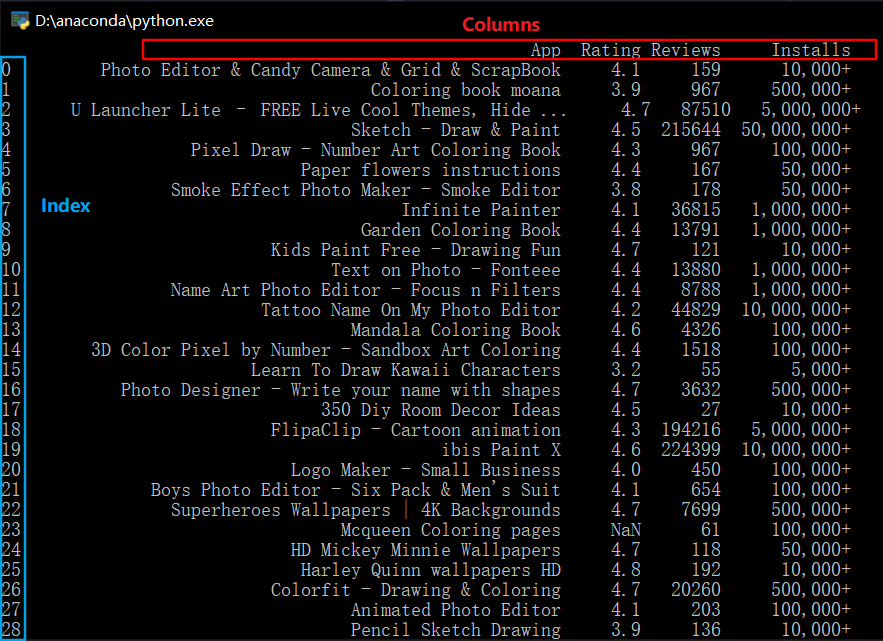 D:\anaconda\python.exe
Columns
App Rating Reviews Installs
0 Photo Editor & Candy Camera & Grid & ScrapBook 4.1 159 10,000+
1 Coloring book moana 3.9 967 500,000+
2 U Launcher Lite – FREE Live Cool Themes, Hide ... 4.7 87510 5,000,000+
3 Sketch - Draw & Paint 4.5 215644 50,000,000+
4 Pixel Draw - Number Art Coloring Book 4.3 967 100,000+
5 Paper flowers instructions 4.4 167 50,000+
6 Smoke Effect Photo Maker - Smoke Editor 3.8 178 50,000+
Index
7 Infinite Painter 4.1 36815 1,000,000+
8 Garden Coloring Book 4.4 13791 1,000,000+
9 Kids Paint Free - Drawing Fun 4.7 121 10,000+
10 Text on Photo - Fonteee 4.4 13880 1,000,000+
11 Name Art Photo Editor - Focus n Filters 4.4 8788 1,000,000+
12 Tattoo Name On My Photo Editor 4.2 44829 10,000,000+
13 Mandala Coloring Book 4.6 4326 100,000+
14 3D Color Pixel by Number - Sandbox Art Coloring 4.4 1518 100,000+
15 Learn To Draw Kawaii Characters 3.2 55 5,000+
16 Photo Designer - Write your name with shapes 4.7 3632 500,000+
17 350 Diy Room Decor Ideas 4.5 27 10,000+
18 FlipaClip - Cartoon animation 4.3 194216 5,000,000+
19 ibis Paint X 4.6 224399 10,000,000+
20 Logo Maker - Small Business 4.0 450 100,000+
21 Boys Photo Editor - Six Pack & Men's Suit 4.1 654 100,000+
22 Superheroes Wallpapers | 4K Backgrounds 4.7 7699 500,000+
23 Mcqueen Coloring pages NaN 61 100,000+
24 HD Mickey Minnie Wallpapers 4.7 118 50,000+
25 Harley Quinn wallpapers HD 4.8 192 10,000+
26 Colorfit - Drawing & Coloring 4.7 20260 500,000+
27 Animated Photo Editor 4.1 203 100,000+
28 Pencil Sketch Drawing 3.9 136 10,000+